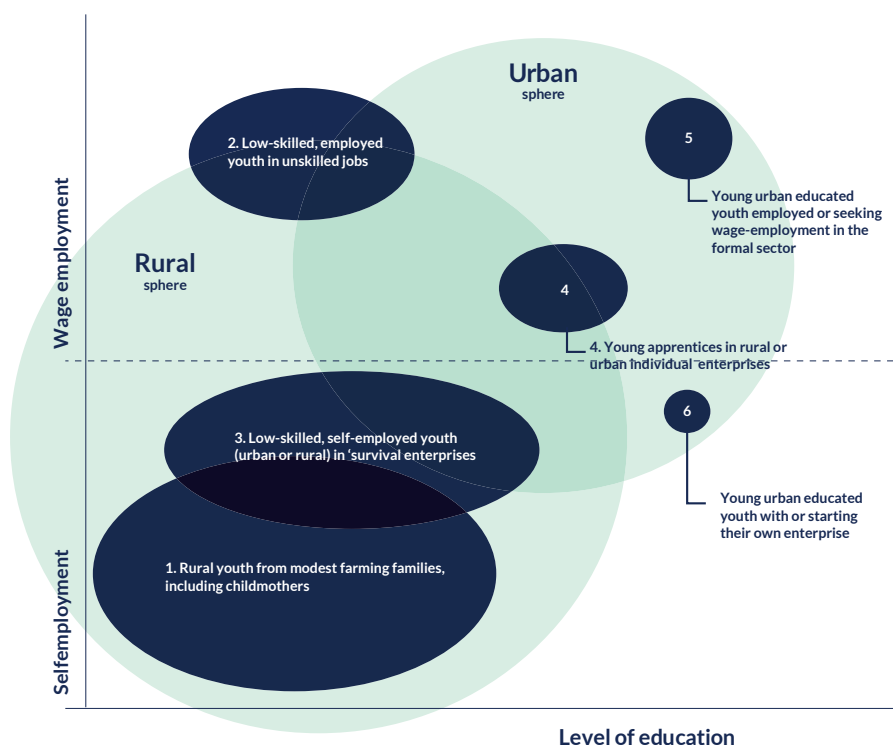 Urban
sphere
2. Low-skilled, employed
youth in unskilled jobs
5
Young urban educated
youth employed or seeking
wage-employment in the
formal sector
Rural
sphere
Wage employment
4
4. Young apprentices in rural or
urban individual enterprises
6
3. Low-skilled, self-employed youth
(urban or rural) in ‘survival enterprises
Young urban educated
youth with or starting
their own enterprise
1. Rural youth from modest farming families,
including childmothers
Selfemployment
Level of education